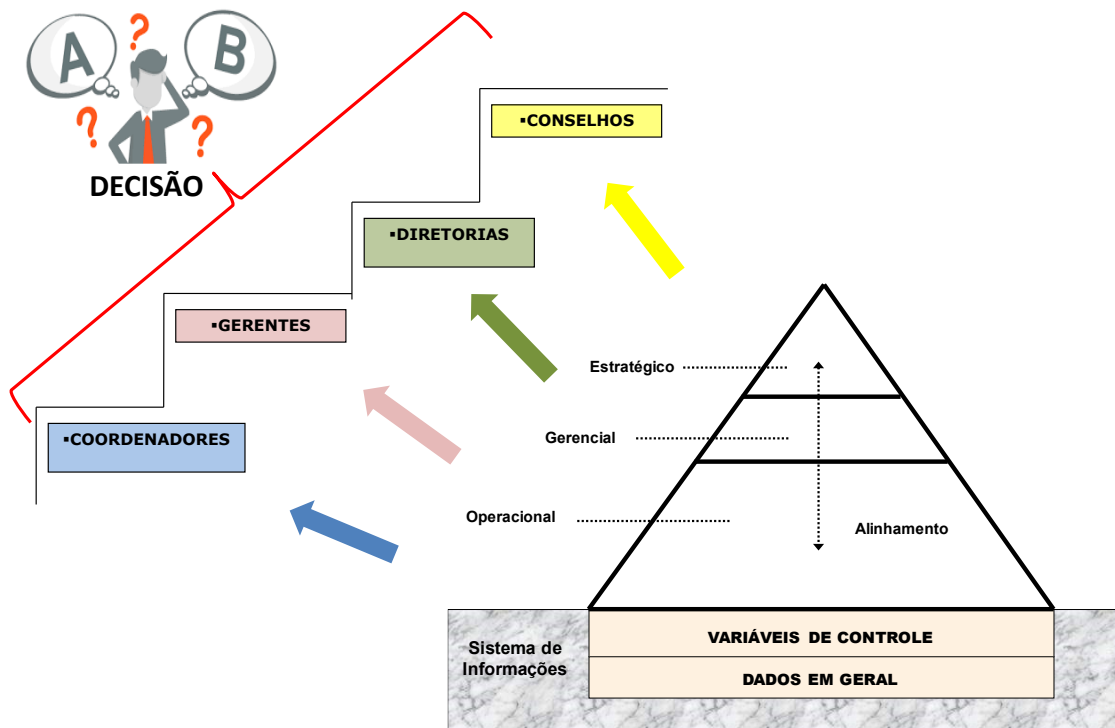 A
B
?
?
?
?
DECISÃO
▪CONSELHOS
▪DIRETORIAS
▪GERENTES
▪COORDENADORES
Estratégico
Gerencial
Operacional
Alinhamento
Sistema de
Informações
VARIÁVEIS DE CONTROLE
DADOS EM GERAL